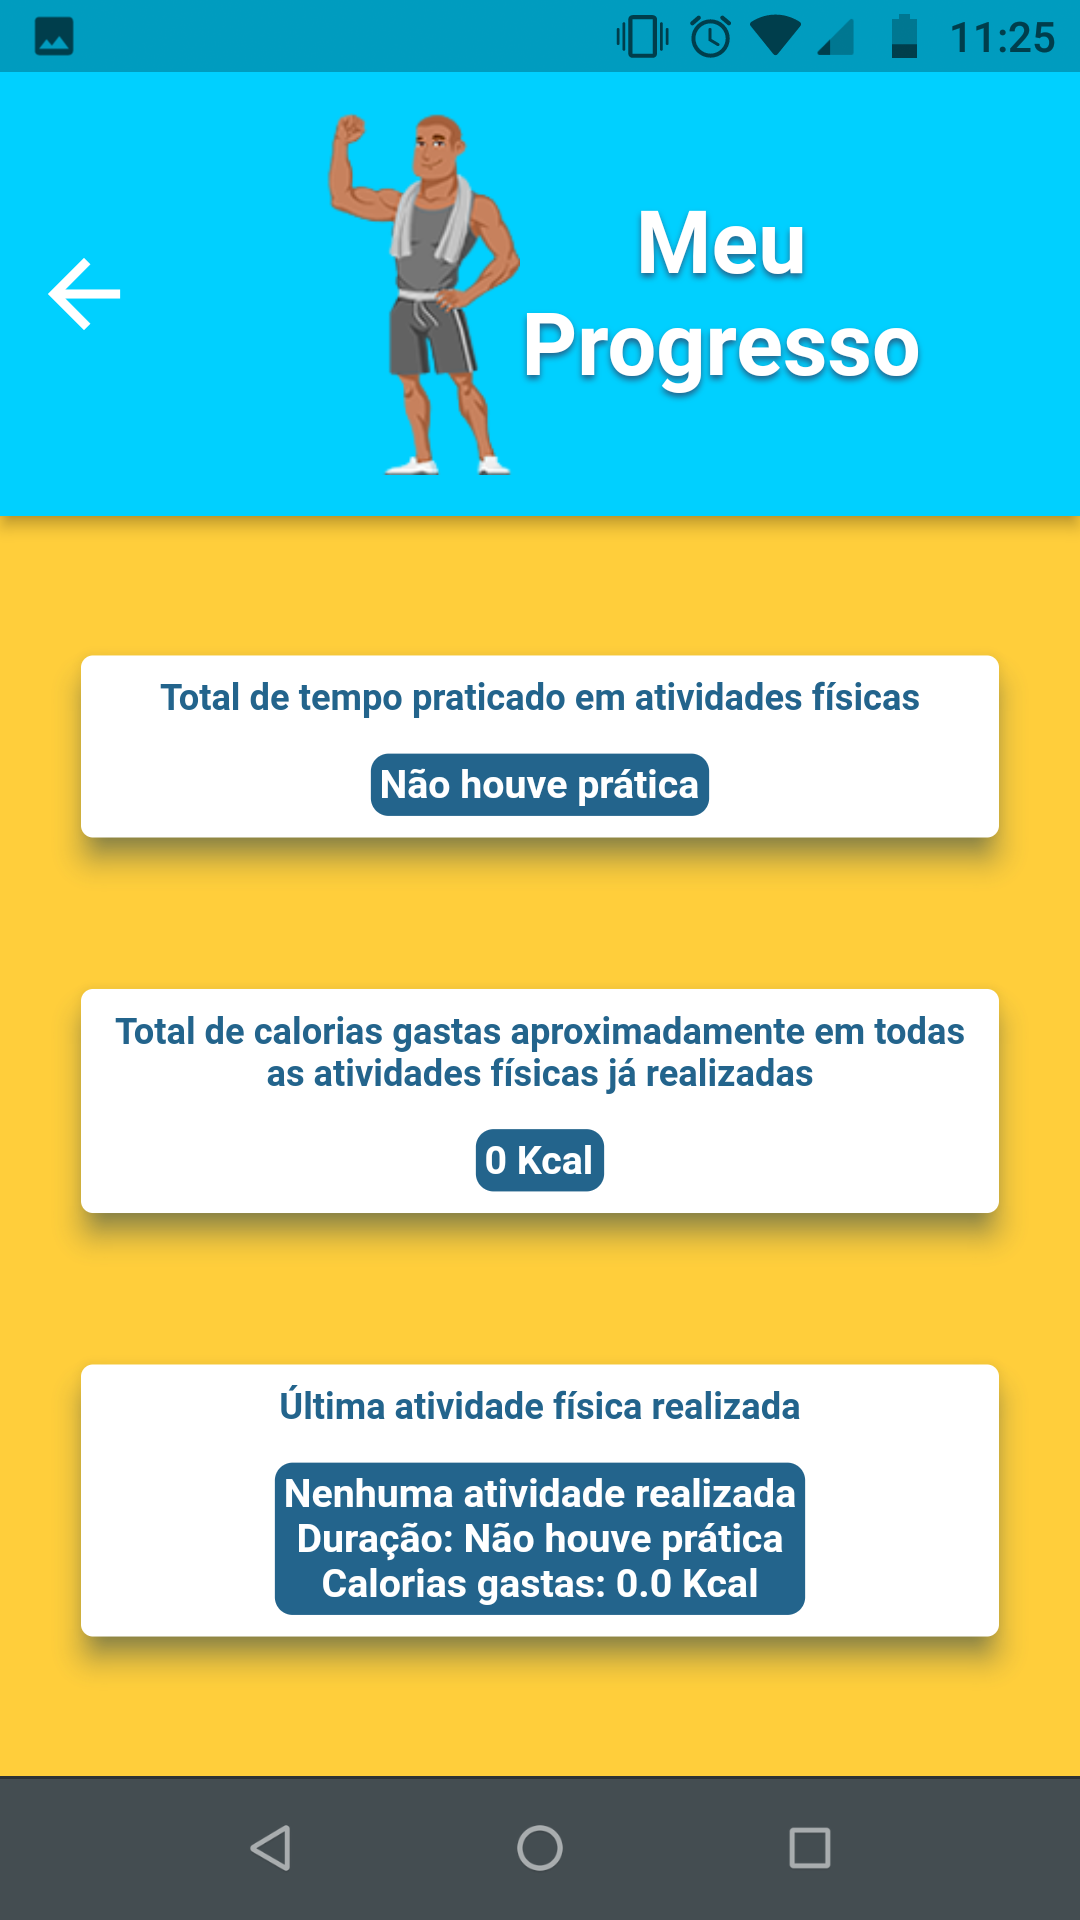 11:25
Meu
Progresso
Total de tempo praticado em atividades físicas
Não houve prática
Total de calorias gastas aproximadamente em todas
as atividades físicas já realizadas
0 Kcal
Última atividade física realizada
Nenhuma atividade realizada
Duração: Não houve prática
Calorias gastas: 0.0 Kcal